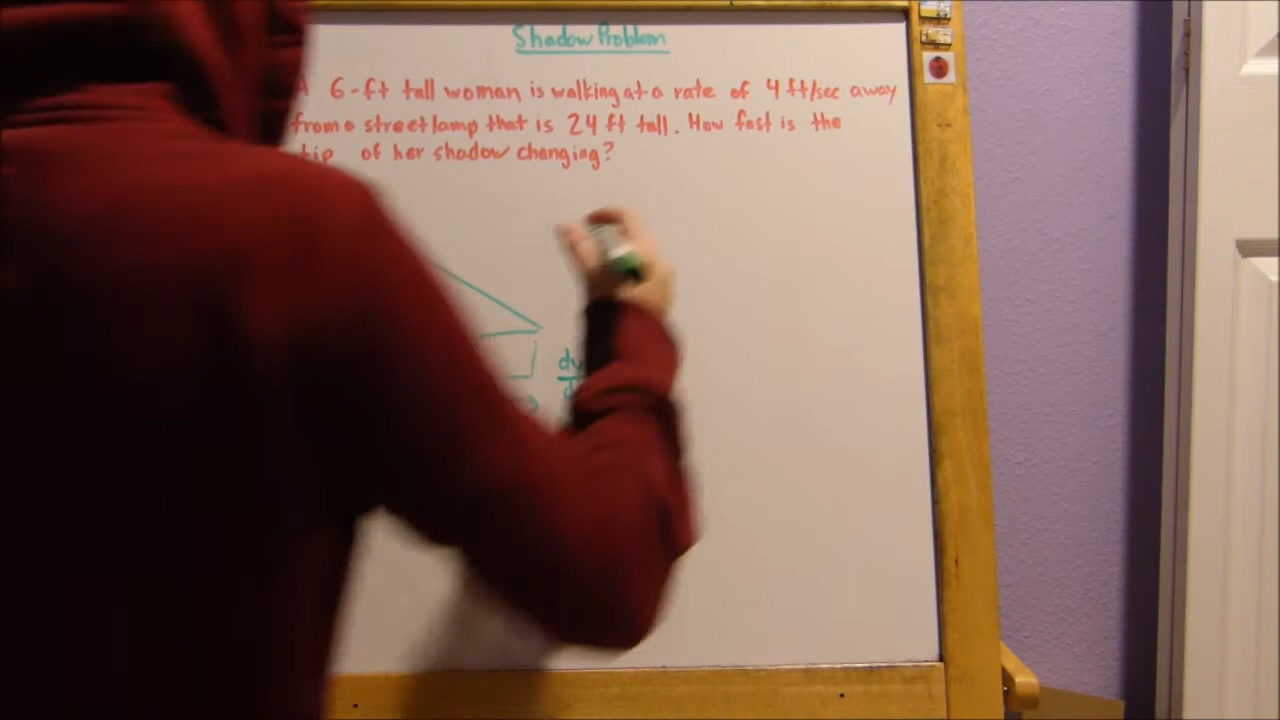 Shadow Problem
A 6-ft tall woman is walking at a rate of 4 ft/sec away
from a streetlamp that is 24 ft tall. How fast is the
tip of her shadow changing?